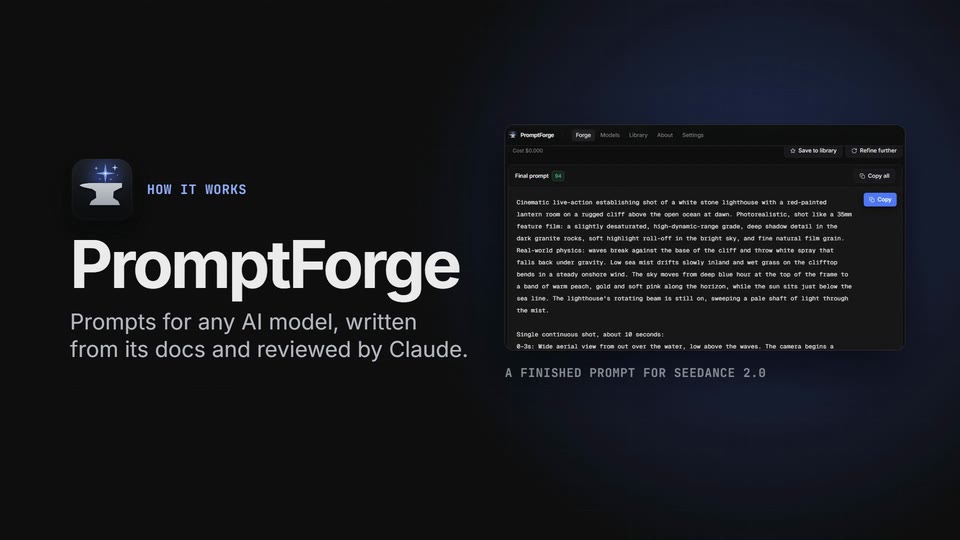 HOW IT WORKS
PromptForge
Prompts for any AI model, written
from its docs and reviewed by Claude.
PromptForge Forge Models Library About Settings
Cost $0.000 Save to library Refine further
Final prompt 94 Copy all
Copy
Cinematic live-action establishing shot of a white stone lighthouse with a red-painted
lantern room on a rugged cliff above the open ocean at dawn. Photorealistic, shot like a 35mm
feature film: a slightly desaturated, high-dynamic-range grade, deep shadow detail in the
dark granite rocks, soft highlight roll-off in the bright sky, and fine natural film grain.
Real-world physics: waves break against the base of the cliff and throw white spray that
falls back under gravity. Low sea mist drifts slowly inland and wet grass on the clifftop
bends in a steady onshore wind. The sky moves from deep blue hour at the top of the frame to
a band of warm peach, gold and soft pink along the horizon, while the sun sits just below the
sea line. The lighthouse's rotating beam is still on, sweeping a pale shaft of light through
the mist.
Single continuous shot, about 10 seconds:
0-3s: Wide aerial view from out over the water, low above the waves. The camera begins a
A FINISHED PROMPT FOR SEEDANCE 2.0